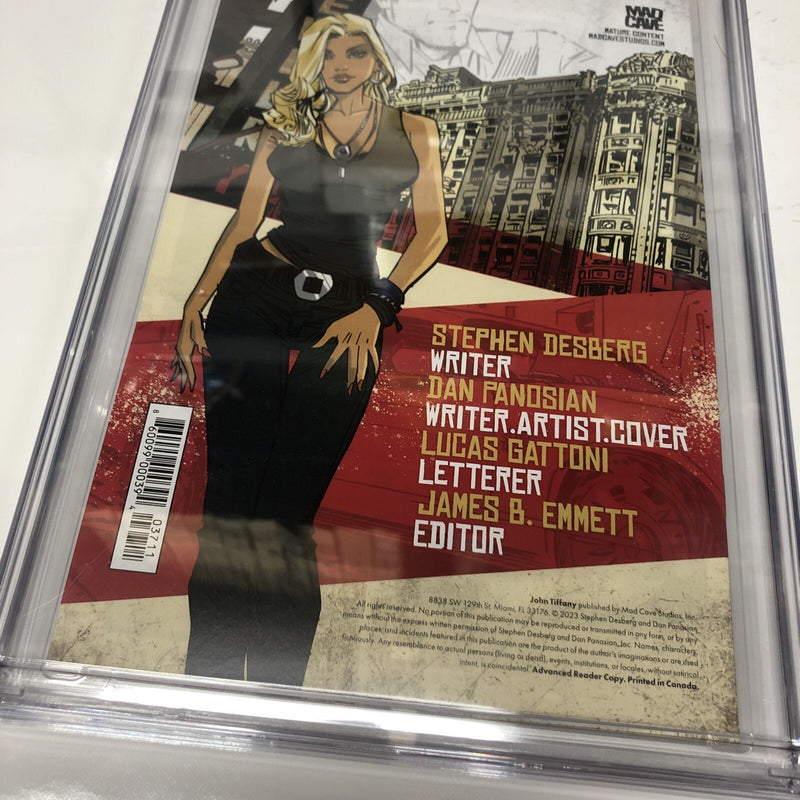 MAD
CAVE
MATURE CONTENT
MADCAVESTUDIOS.COM
STEPHEN DESBERG
WRITER
DAN PANOSIAN
WRITER.ARTIST.COVER
LUCAS GATTONI
LETTERER
JAMES B. EMMETT
EDITOR
8 60099 00039 4
03711
John Tiffany published by Mad Cave Studios, Inc.
8838 SW 129th St. Miami, FL 33176. © 2023 Stephen Desberg and Dan Panosian
All rights reserved. No portion of this publication may be reproduced or transmitted in any form, or by any
means without the express written permission of Stephen Desberg and Dan Panosian, Inc. Names, characters,
places, and incidents featured in this publication are the product of the author's imaginations or are used
fictitiously. Any resemblance to actual persons (living or dead), events, institutions, or locales, without satirical
intent, is coincidental. Advanced Reader Copy. Printed in Canada.